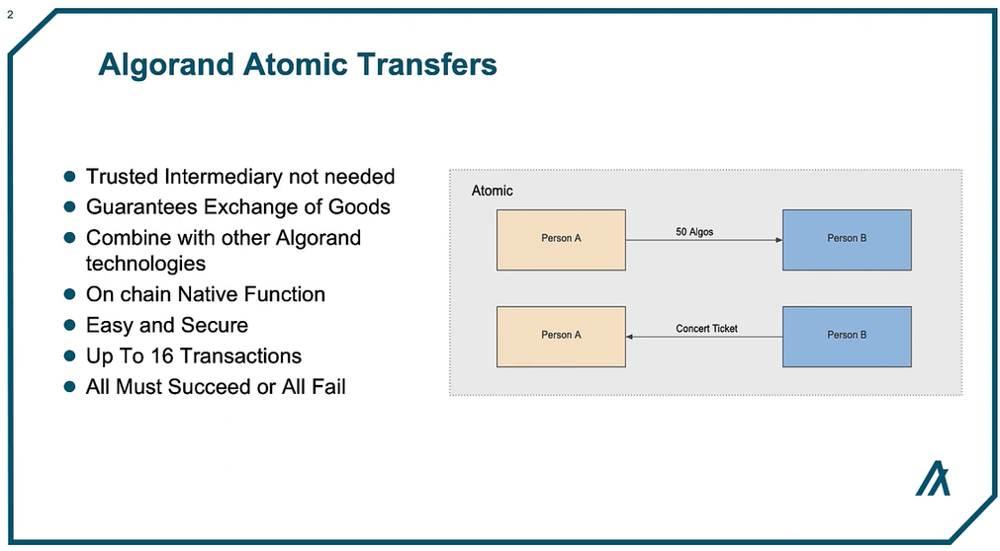 2
Algorand Atomic Transfers
Trusted Intermediary not needed
Guarantees Exchange of Goods
Combine with other Algorand
technologies
On chain Native Function
Easy and Secure
Up To 16 Transactions
All Must Succeed or All Fail
Atomic
Person A
50 Algos
Person B
Person A
Concert Ticket
Person B